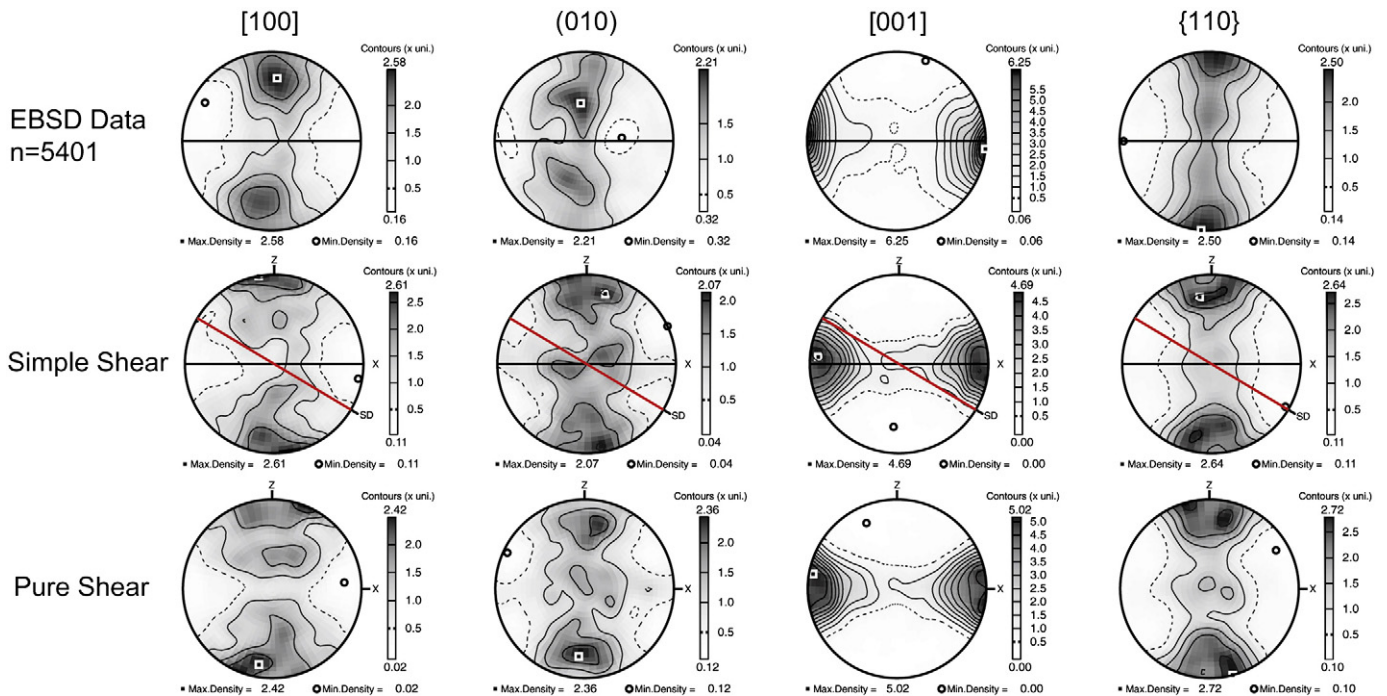 [100] (010) [001] {110}
EBSD Data
n=5401
Contours (x uni.)
2.58
2.0
1.5
1.0
0.5
0.16
Max.Density = 2.58 Min.Density = 0.16
Contours (x uni.)
2.21
1.5
1.0
0.5
0.32
Max.Density = 2.21 Min.Density = 0.32
Contours (x uni.)
6.25
5.5
5.0
4.5
4.0
3.5
3.0
2.5
2.0
1.5
1.0
0.5
0.06
Max.Density = 6.25 Min.Density = 0.06
Contours (x uni.)
2.50
2.0
1.5
1.0
0.5
0.14
Max.Density = 2.50 Min.Density = 0.14
Simple Shear
Z
X
SD
Contours (x uni.)
2.61
2.5
2.0
1.5
1.0
0.5
0.11
Max.Density = 2.61 Min.Density = 0.11
Z
X
SD
Contours (x uni.)
2.07
2.0
1.5
1.0
0.5
0.04
Max.Density = 2.07 Min.Density = 0.04
Z
X
SD
Contours (x uni.)
4.69
4.5
4.0
3.5
3.0
2.5
2.0
1.5
1.0
0.5
0.00
Max.Density = 4.69 Min.Density = 0.00
Z
X
SD
Contours (x uni.)
2.64
2.5
2.0
1.5
1.0
0.5
0.11
Max.Density = 2.64 Min.Density = 0.11
Pure Shear
Z
X
Contours (x uni.)
2.42
2.0
1.5
1.0
0.5
0.02
Max.Density = 2.42 Min.Density = 0.02
Z
X
Contours (x uni.)
2.36
2.0
1.5
1.0
0.5
0.12
Max.Density = 2.36 Min.Density = 0.12
Z
X
Contours (x uni.)
5.02
5.0
4.5
4.0
3.5
3.0
2.5
2.0
1.5
1.0
0.5
0.00
Max.Density = 5.02 Min.Density = 0.00
Z
X
Contours (x uni.)
2.72
2.5
2.0
1.5
1.0
0.5
0.10
Max.Density = 2.72 Min.Density = 0.10